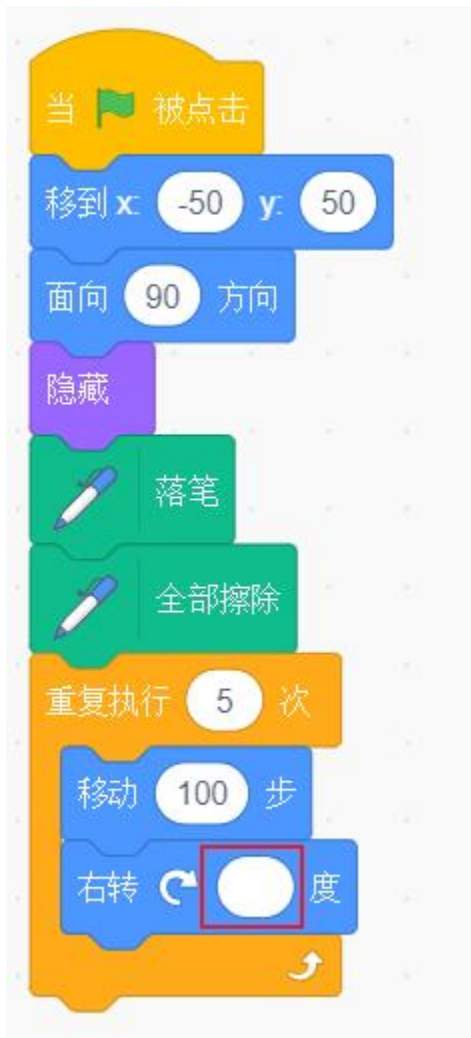 当 被点击
移到 x: -50 y: 50
面向 90 方向
隐藏
落笔
全部擦除
重复执行 5 次
移动 100 步
右转 度